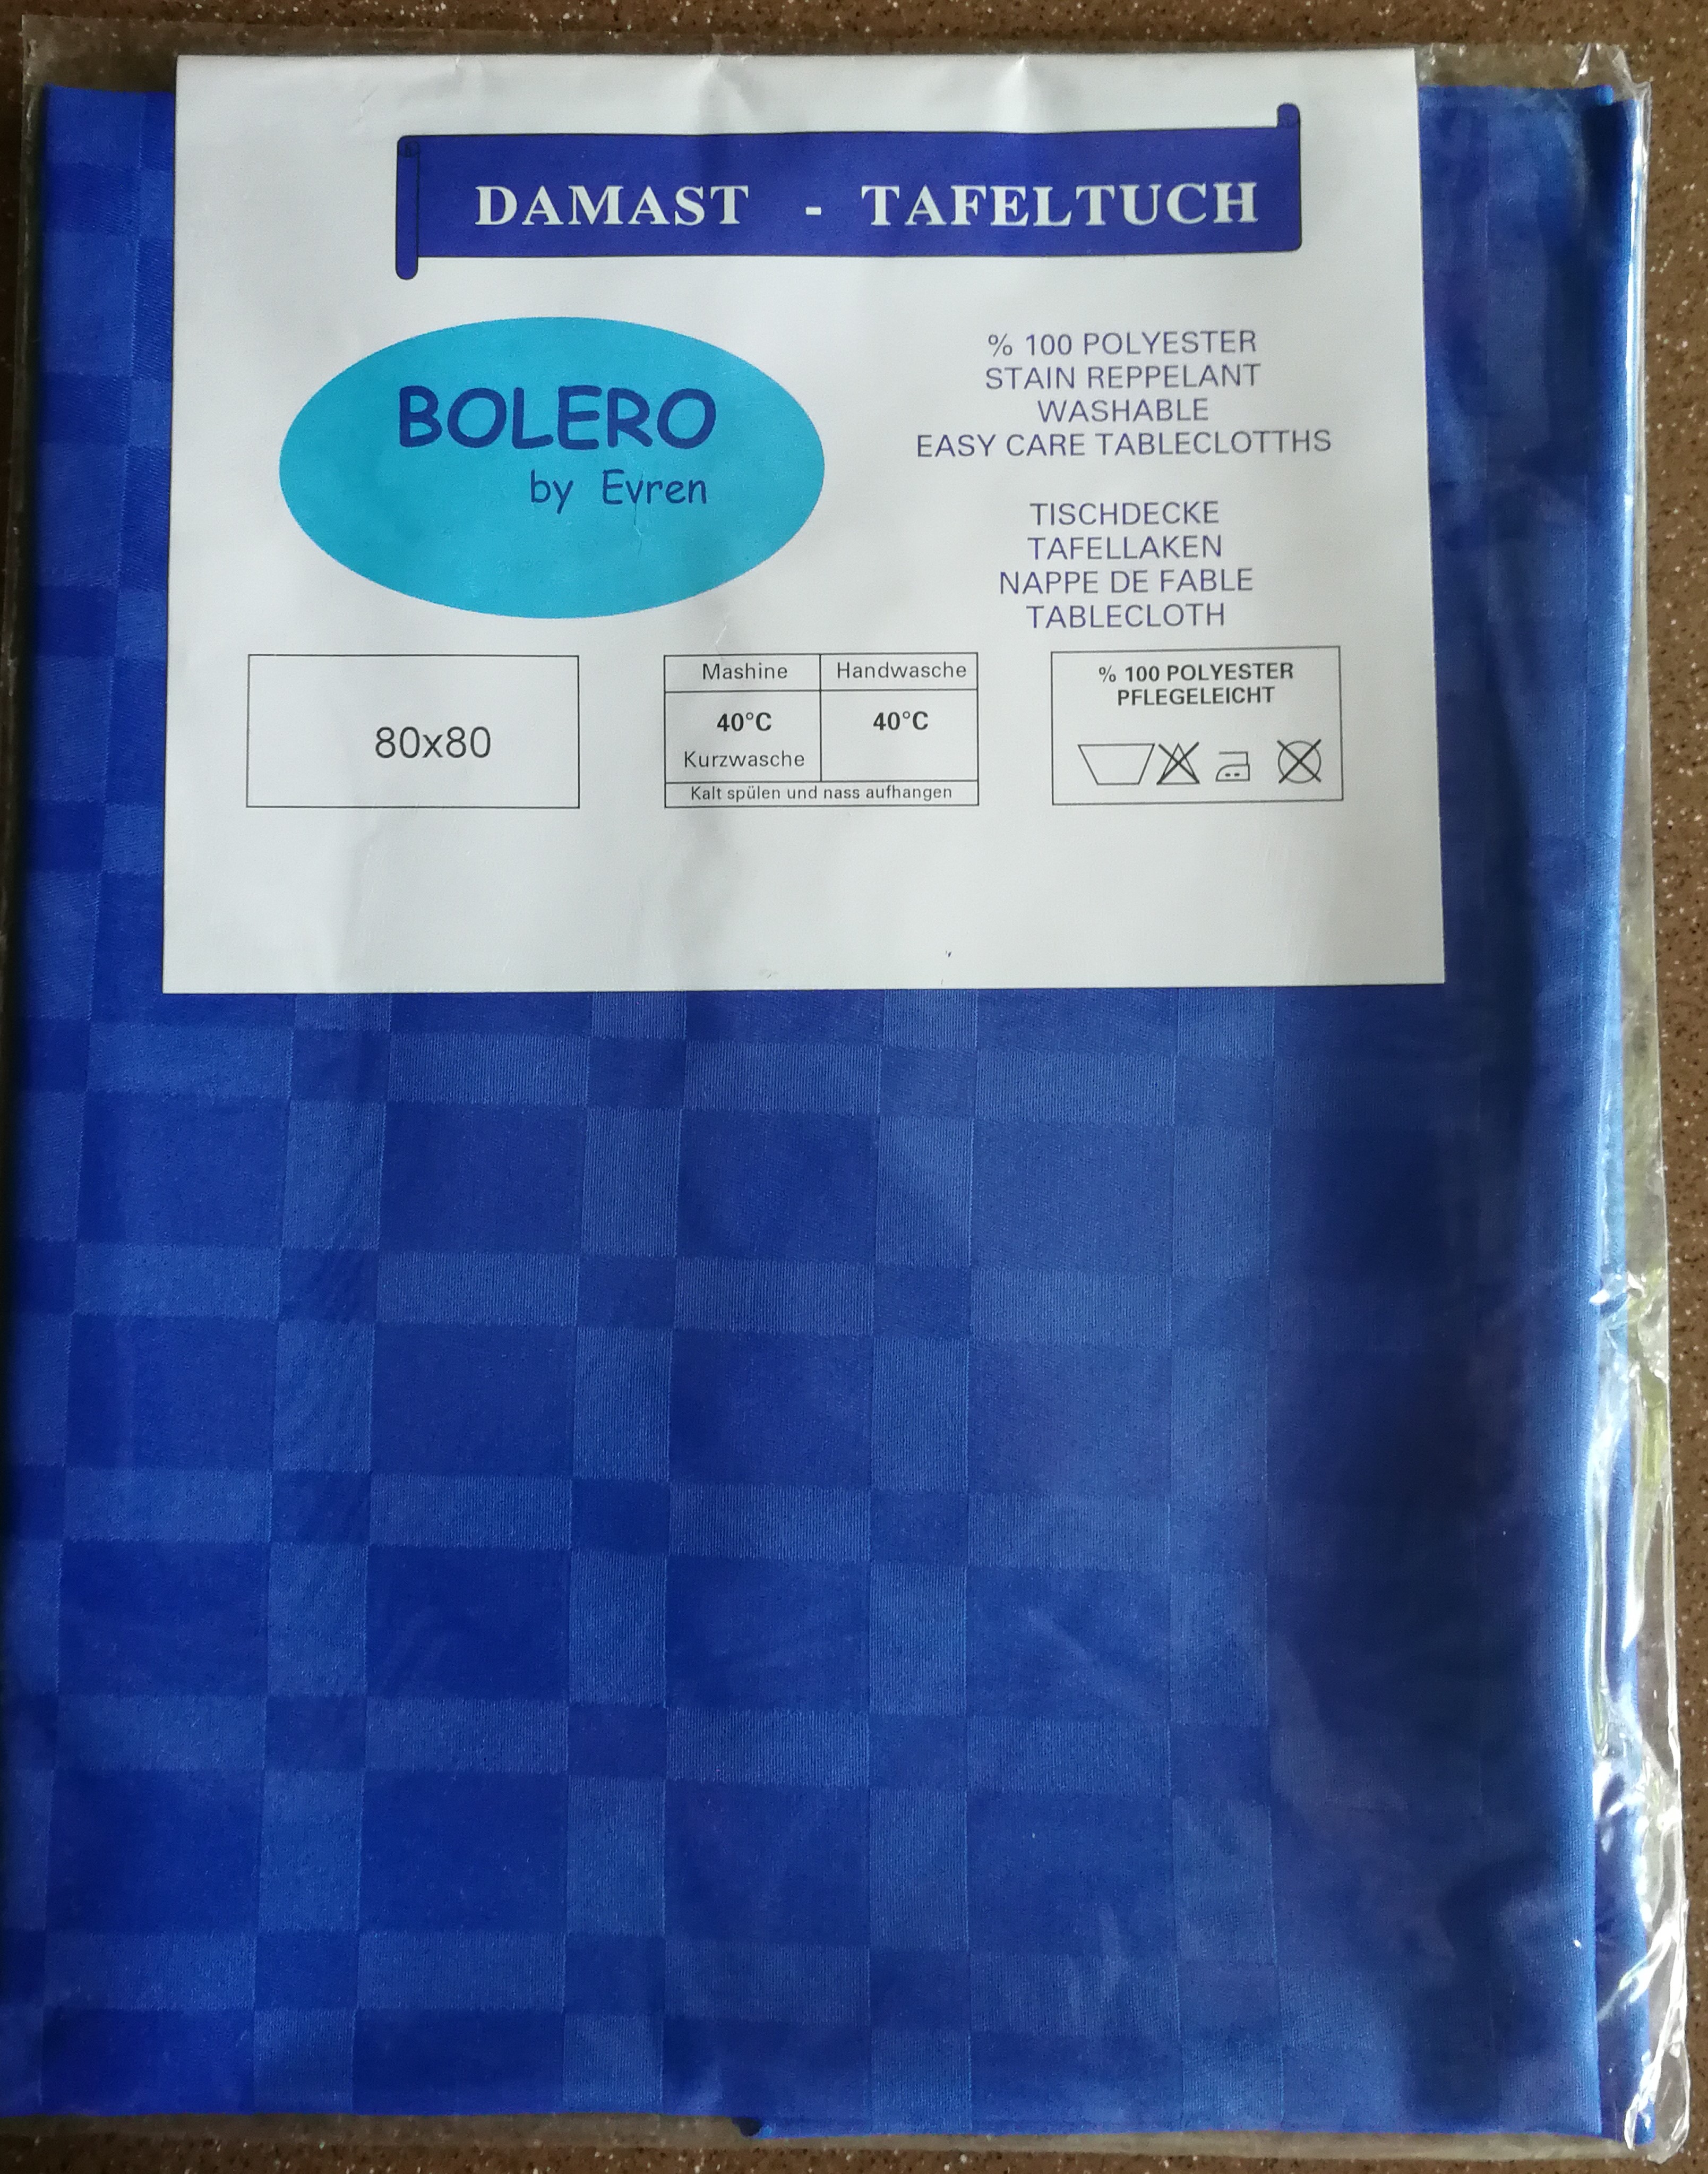 DAMAST - TAFELTUCH
BOLERO
by Evren
% 100 POLYESTER
STAIN REPPELANT
WASHABLE
EASY CARE TABLECLOTTHS
TISCHDECKE
TAFELLAKEN
NAPPE DE FABLE
TABLECLOTH
80x80
Mashine Handwasche
40°C 40°C
Kurzwasche
Kalt spülen und nass aufhangen
% 100 POLYESTER
PFLEGELEICHT